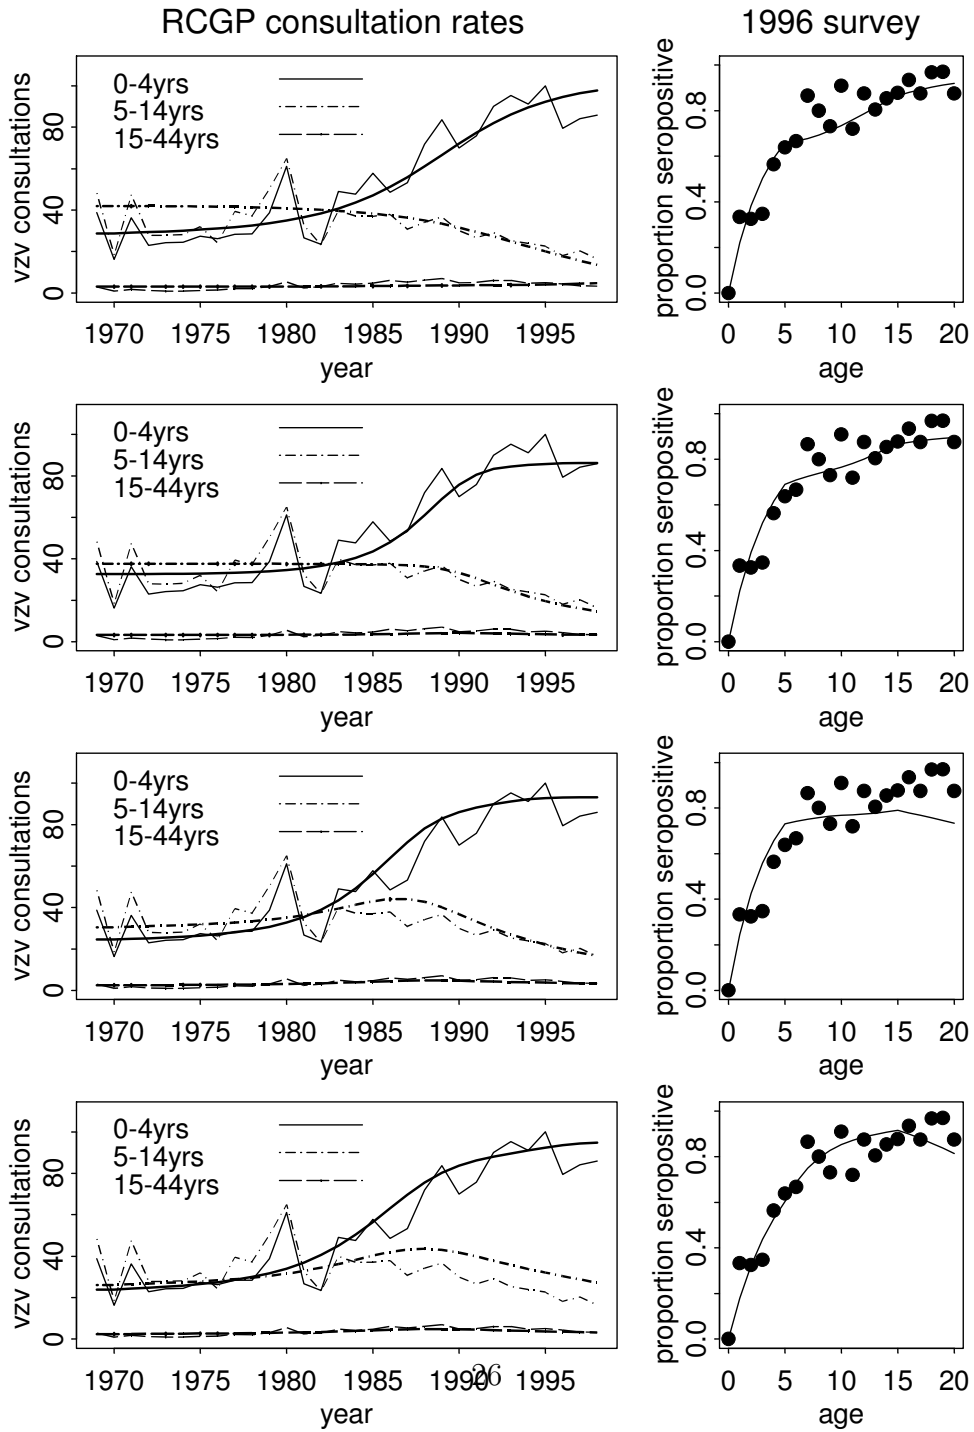 RCGP consultation rates
1996 survey
vzv consultations
0 40 80
0-4yrs
5-14yrs
15-44yrs
1970 1975 1980 1985 1990 1995
year
proportion seropositive
0.0 0.4 0.8
0 5 10 15 20
age
vzv consultations
0 40 80
0-4yrs
5-14yrs
15-44yrs
1970 1975 1980 1985 1990 1995
year
proportion seropositive
0.0 0.4 0.8
0 5 10 15 20
age
vzv consultations
0 40 80
0-4yrs
5-14yrs
15-44yrs
1970 1975 1980 1985 1990 1995
year
proportion seropositive
0.0 0.4 0.8
0 5 10 15 20
age
vzv consultations
0 40 80
0-4yrs
5-14yrs
15-44yrs
1970 1975 1980 1985 1990 1995
year
proportion seropositive
0.0 0.4 0.8
0 5 10 15 20
age
26